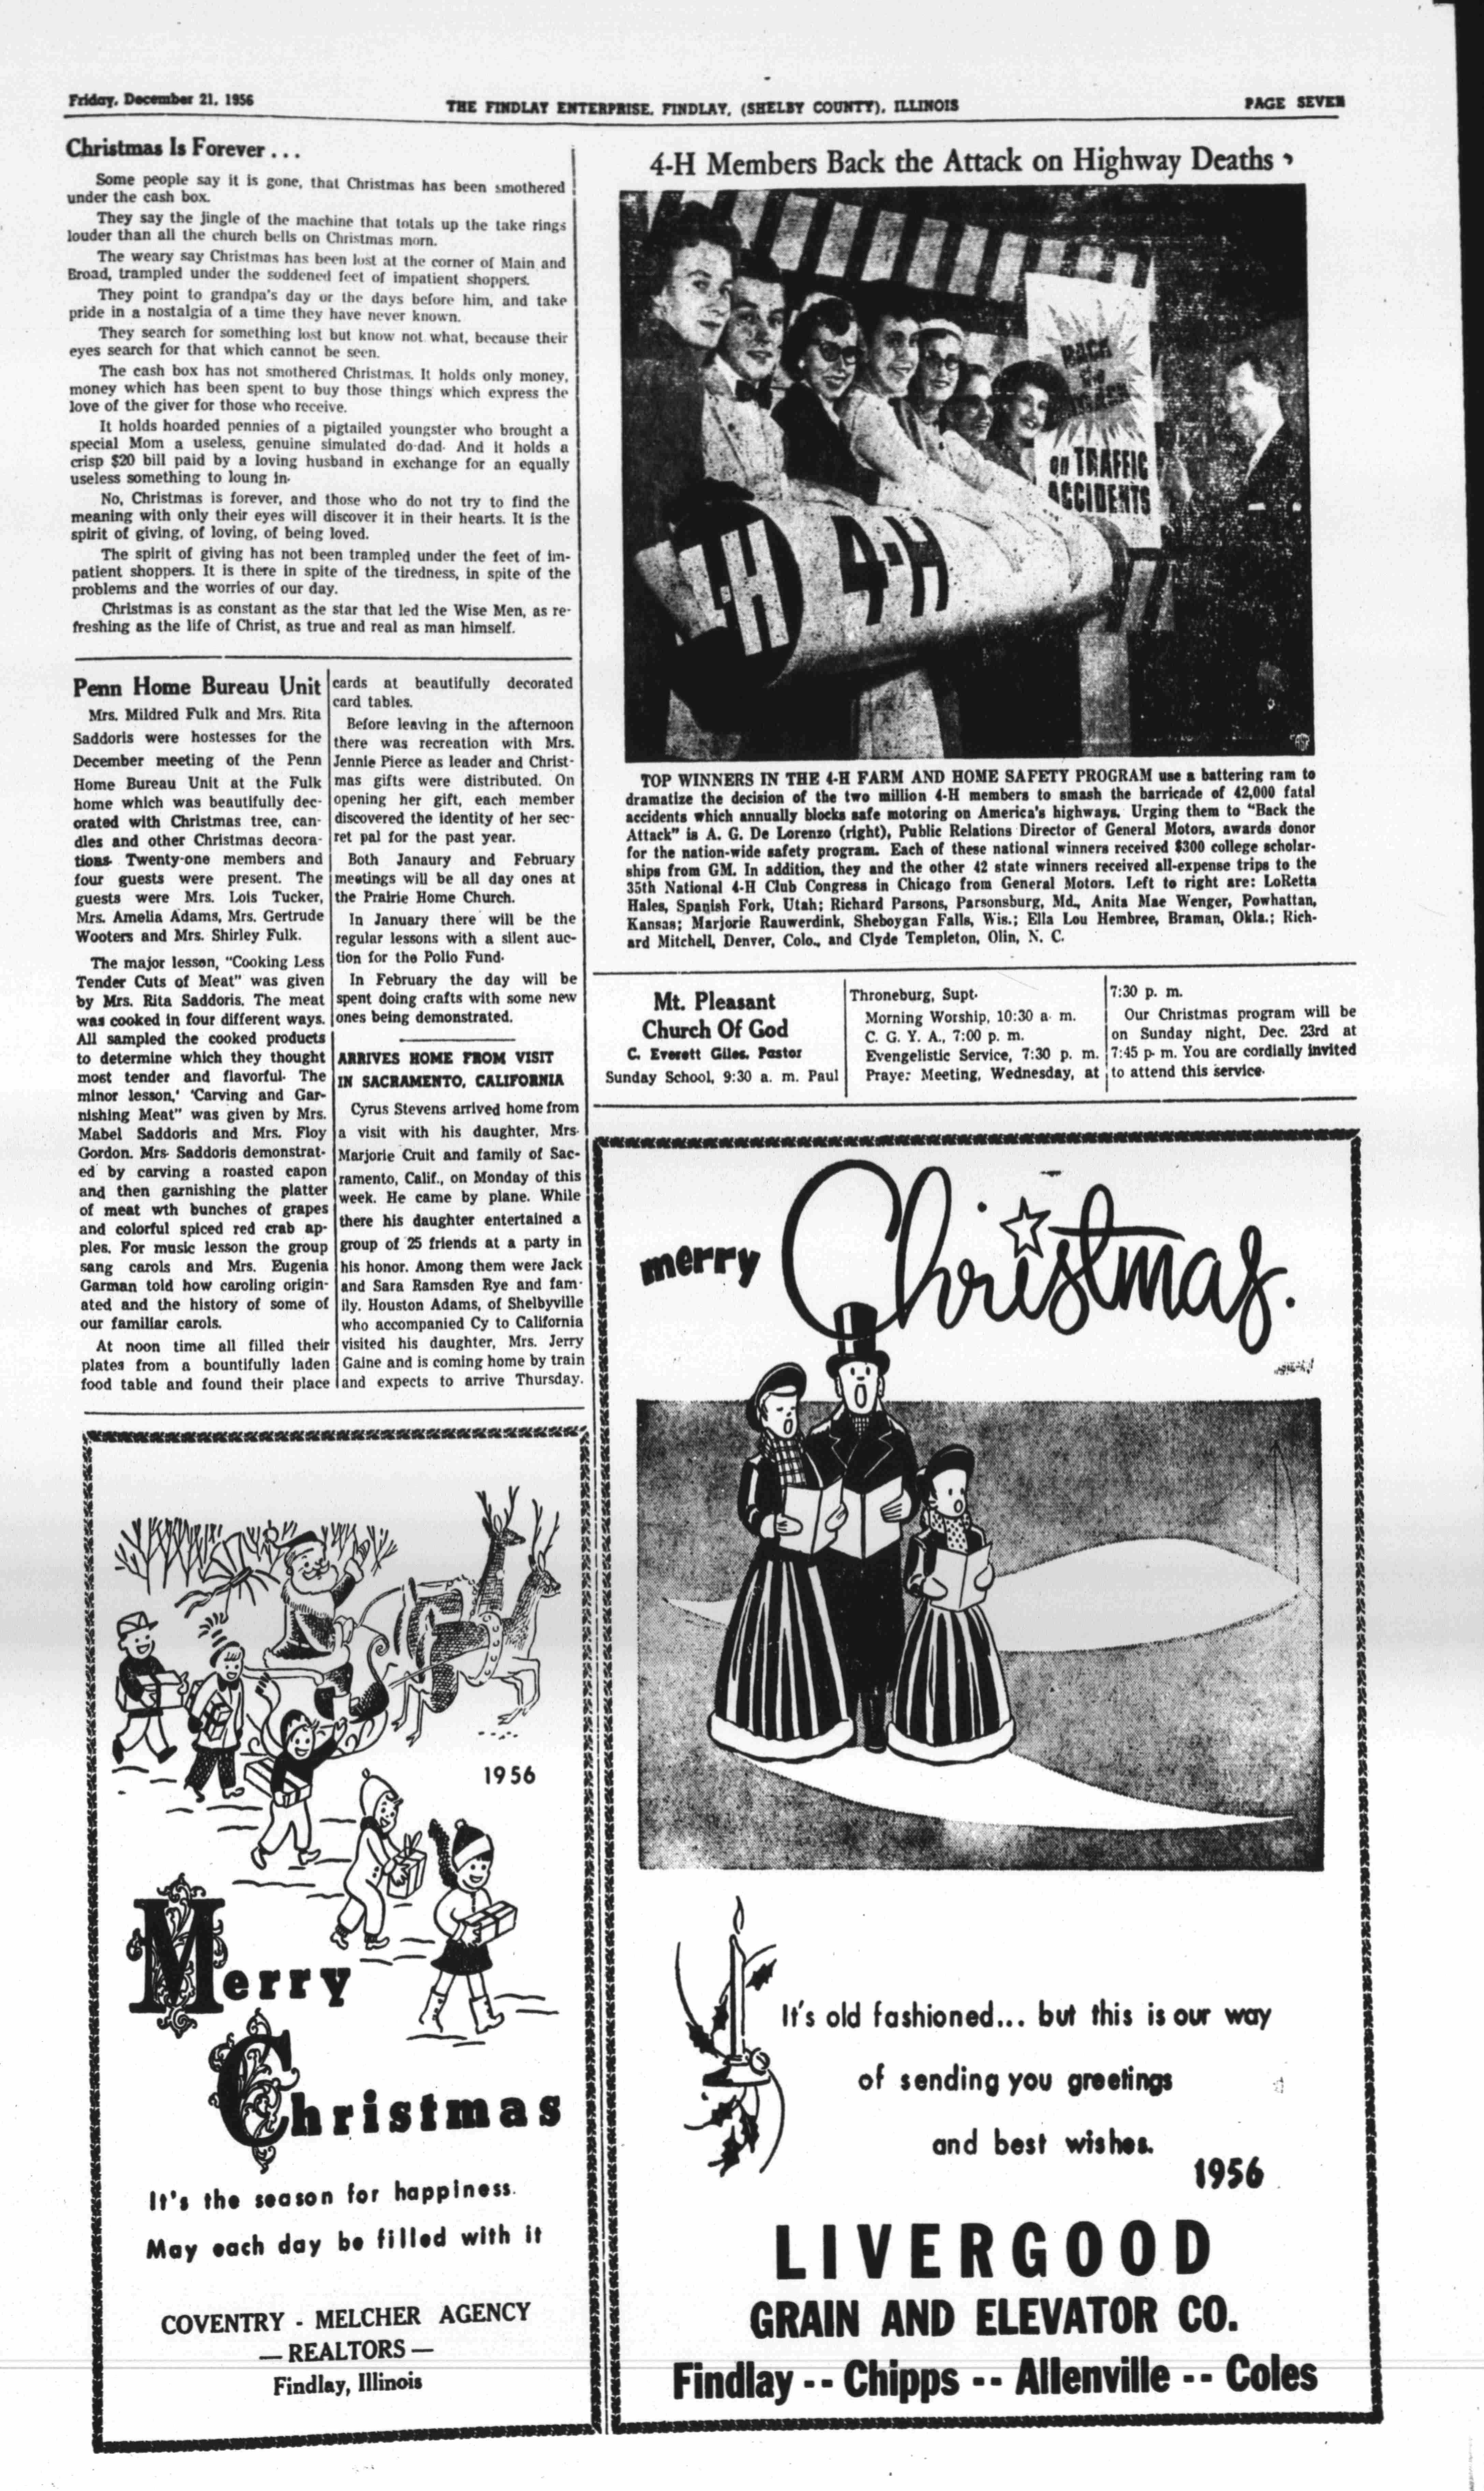 Friday, December 21, 1956
THE FINDLAY ENTERPRISE, FINDLAY, (SHELBY COUNTY), ILLINOIS
PAGE SEVEN
Christmas Is Forever . . .
Some people say it is gone, that Christmas has been smothered
under the cash box.
They say the jingle of the machine that totals up the take rings
louder than all the church bells on Christmas morn.
The weary say Christmas has been lost at the corner of Main and
Broad, trampled under the suddened feet of impatient shoppers.
They point to grandpa's day or the days before him, and take
pride in a nostalgia of a time they have never known.
They search for something lost but know not what, because their
eyes search for that which cannot be seen.
The cash box has not smothered Christmas. It holds only money,
money which has been spent to buy those things which express the
love of the giver for those who receive.
It holds hoarded pennies of a pigtailed youngster who brought a
special Mom a useless, genuine simulated do-dad. And it holds a
crisp $20 bill paid by a loving husband in exchange for an equally
useless something to loung in.
No, Christmas is forever, and those who do not try to find the
meaning with only their eyes will discover it in their hearts. It is the
spirit of giving, of loving, of being loved.
The spirit of giving has not been trampled under the feet of im-
patient shoppers. It is there in spite of the tiredness, in spite of the
problems and the worries of our day.
Christmas is as constant as the star that led the Wise Men, as re-
freshing as the life of Christ, as true and real as man himself.
Penn Home Bureau Unit
Mrs. Mildred Fulk and Mrs. Rita
Saddoris were hostesses for the
December meeting of the Penn
Home Bureau Unit at the Fulk
home which was beautifully dec-
orated with Christmas tree, can-
dles and other Christmas decora-
tions. Twenty-one members and
four guests were present. The
guests were Mrs. Lois Tucker,
Mrs. Amelia Adams, Mrs. Gertrude
Wooters and Mrs. Shirley Fulk.
The major lesson, "Cooking Less
Tender Cuts of Meat" was given
by Mrs. Rita Saddoris. The meat
was cooked in four different ways.
All sampled the cooked products
to determine which they thought
most tender and flavorful. The
minor lesson,' 'Carving and Gar-
nishing Meat" was given by Mrs.
Mabel Saddoris and Mrs. Floy
Gordon. Mrs. Saddoris demonstrat-
ed by carving a roasted capon
and then garnishing the platter
of meat wth bunches of grapes
and colorful spiced red crab ap-
ples. For music lesson the group
sang carols and Mrs. Eugenia
Garman told how caroling origin-
ated and the history of some of
our familiar carols.
At noon time all filled their
plates from a bountifully laden
food table and found their place
cards at beautifully decorated
card tables.
Before leaving in the afternoon
there was recreation with Mrs.
Jennie Pierce as leader and Christ-
mas gifts were distributed. On
opening her gift, each member
discovered the identity of her sec-
ret pal for the past year.
Both Janaury and February
meetings will be all day ones at
the Prairie Home Church.
In January there will be the
regular lessons with a silent auc-
tion for the Polio Fund.
In February the day will be
spent doing crafts with some new
ones being demonstrated.
ARRIVES HOME FROM VISIT
IN SACRAMENTO, CALIFORNIA
Cyrus Stevens arrived home from
a visit with his daughter, Mrs.
Marjorie Cruit and family of Sac-
ramento, Calif., on Monday of this
week. He came by plane. While
there his daughter entertained a
group of 25 friends at a party in
his honor. Among them were Jack
and Sara Ramsden Rye and fam-
ily. Houston Adams, of Shelbyville
who accompanied Cy to California
visited his daughter, Mrs. Jerry
Gaine and is coming home by train
and expects to arrive Thursday.
4-H Members Back the Attack on Highway Deaths
BACK
the
ATTACK
on TRAFFIC
ACCIDENTS
4-H
4-H
TOP WINNERS IN THE 4-H FARM AND HOME SAFETY PROGRAM use a battering ram to
dramatize the decision of the two million 4-H members to smash the barricade of 42,000 fatal
accidents which annually blocks safe motoring on America's highways. Urging them to "Back the
Attack" is A. G. De Lorenzo (right), Public Relations Director of General Motors, awards donor
for the nation-wide safety program. Each of these national winners received $300 college scholar-
ships from GM. In addition, they and the other 42 state winners received all-expense trips to the
35th National 4-H Club Congress in Chicago from General Motors. Left to right are: LoRetta
Hales, Spanish Fork, Utah; Richard Parsons, Parsonsburg, Md., Anita Mae Wenger, Powhattan,
Kansas; Marjorie Rauwerdink, Sheboygan Falls, Wis.; Ella Lou Hembree, Braman, Okla.; Rich-
ard Mitchell, Denver, Colo., and Clyde Templeton, Olin, N. C.
Mt. Pleasant
Church Of God
C. Everett Giles, Pastor
Sunday School, 9:30 a. m. Paul
Throneburg, Supt.
Morning Worship, 10:30 a. m.
C. G. Y. A., 7:00 p. m.
Evengelistic Service, 7:30 p. m.
Prayer Meeting, Wednesday, at
7:30 p. m.
Our Christmas program will be
on Sunday night, Dec. 23rd at
7:45 p. m. You are cordially invited
to attend this service.
1956
Merry
Christmas
It's the season for happiness.
May each day be filled with it
COVENTRY - MELCHER AGENCY
— REALTORS —
Findlay, Illinois
merry Christmas.
It's old fashioned... but this is our way
of sending you greetings
and best wishes.
1956
LIVERGOOD
GRAIN AND ELEVATOR CO.
Findlay -- Chipps -- Allenville -- Coles